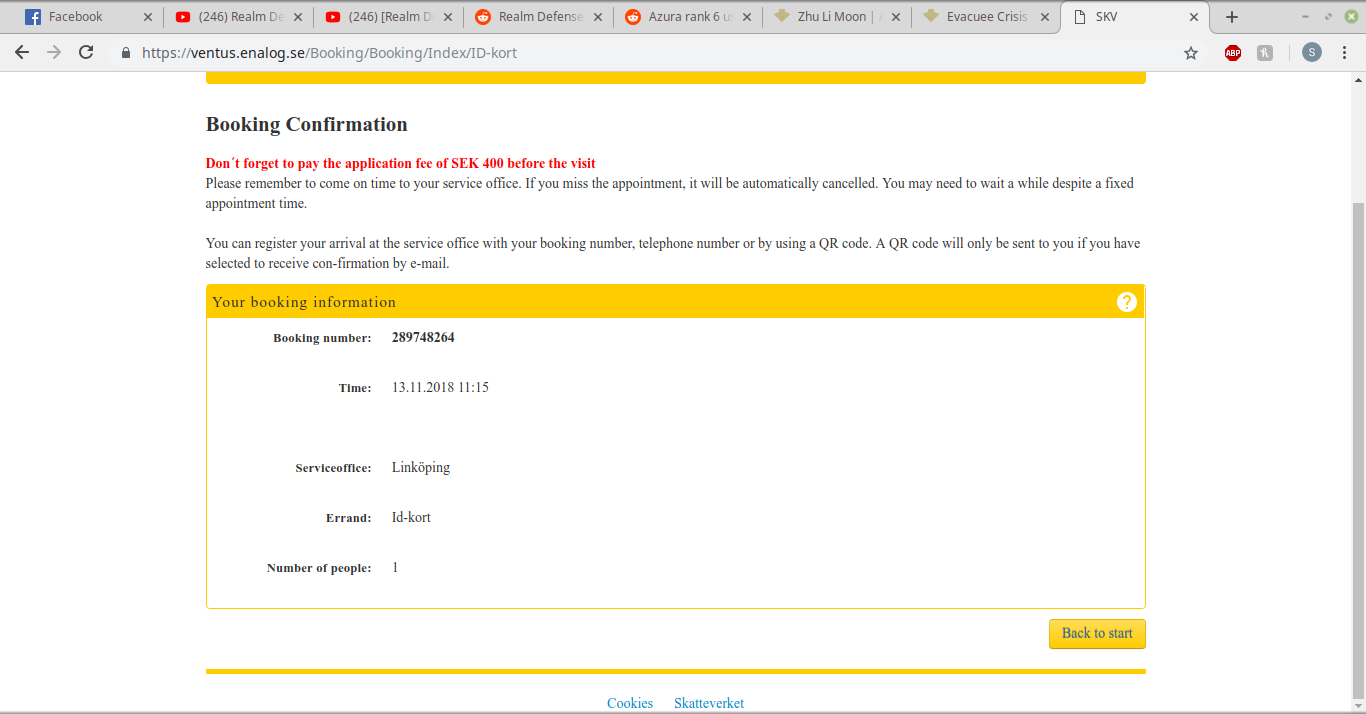 Facebook
(246) Realm De
(246) [Realm D
Realm Defense
Azura rank 6 us
Zhu Li Moon |
Evacuee Crisis
SKV
https://ventus.enalog.se/Booking/Booking/Index/ID-kort
ABP
S
Booking Confirmation
Don´t forget to pay the application fee of SEK 400 before the visit
Please remember to come on time to your service office. If you miss the appointment, it will be automatically cancelled. You may need to wait a while despite a fixed
appointment time.
You can register your arrival at the service office with your booking number, telephone number or by using a QR code. A QR code will only be sent to you if you have
selected to receive con-firmation by e-mail.
Your booking information
?
Booking number: 289748264
Time: 13.11.2018 11:15
Serviceoffice: Linköping
Errand: Id-kort
Number of people: 1
Back to start
Cookies Skatteverket